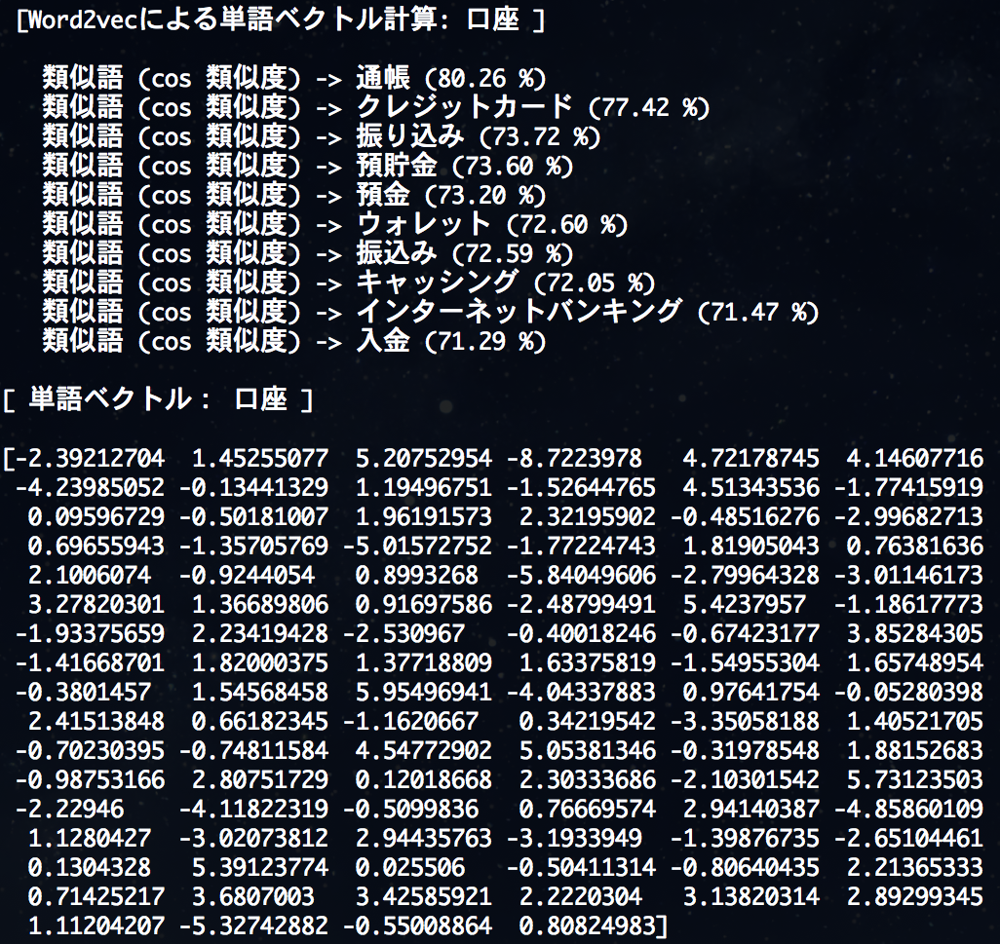 [Word2vecによる単語ベクトル計算: 口座 ]
類似語 (cos 類似度) -> 通帳 (80.26 %)
類似語 (cos 類似度) -> クレジットカード (77.42 %)
類似語 (cos 類似度) -> 振り込み (73.72 %)
類似語 (cos 類似度) -> 預貯金 (73.60 %)
類似語 (cos 類似度) -> 預金 (73.20 %)
類似語 (cos 類似度) -> ウォレット (72.60 %)
類似語 (cos 類似度) -> 振込み (72.59 %)
類似語 (cos 類似度) -> キャッシング (72.05 %)
類似語 (cos 類似度) -> インターネットバンキング (71.47 %)
類似語 (cos 類似度) -> 入金 (71.29 %)
[ 単語ベクトル： 口座 ]
[-2.39212704 1.45255077 5.20752954 -8.7223978 4.72178745 4.14607716
-4.23985052 -0.13441329 1.19496751 -1.52644765 4.51343536 -1.77415919
0.09596729 -0.50181007 1.96191573 2.32195902 -0.48516276 -2.99682713
0.69655943 -1.35705769 -5.01572752 -1.77224743 1.81905043 0.76381636
2.1006074 -0.9244054 0.8993268 -5.84049606 -2.79964328 -3.01146173
3.27820301 1.36689806 0.91697586 -2.48799491 5.4237957 -1.18617773
-1.93375659 2.23419428 -2.530967 -0.40018246 -0.67423177 3.85284305
-1.41668701 1.82000375 1.37718809 1.63375819 -1.54955304 1.65748954
-0.3801457 1.54568458 5.95496941 -4.04337883 0.97641754 -0.05280398
2.41513848 0.66182345 -1.1620667 0.34219542 -3.35058188 1.40521705
-0.70230395 -0.74811584 4.54772902 5.05381346 -0.31978548 1.88152683
-0.98753166 2.80751729 0.12018668 2.30333686 -2.10301542 5.73123503
-2.22946 -4.11822319 -0.5099836 0.76669574 2.94140387 -4.85860109
1.1280427 -3.02073812 2.94435763 -3.1933949 -1.39876735 -2.65104461
0.1304328 5.39123774 0.025506 -0.50411314 -0.80640435 2.21365333
0.71425217 3.6807003 3.42585921 2.2220304 3.13820314 2.89299345
1.11204207 -5.32742882 -0.55008864 0.80824983]